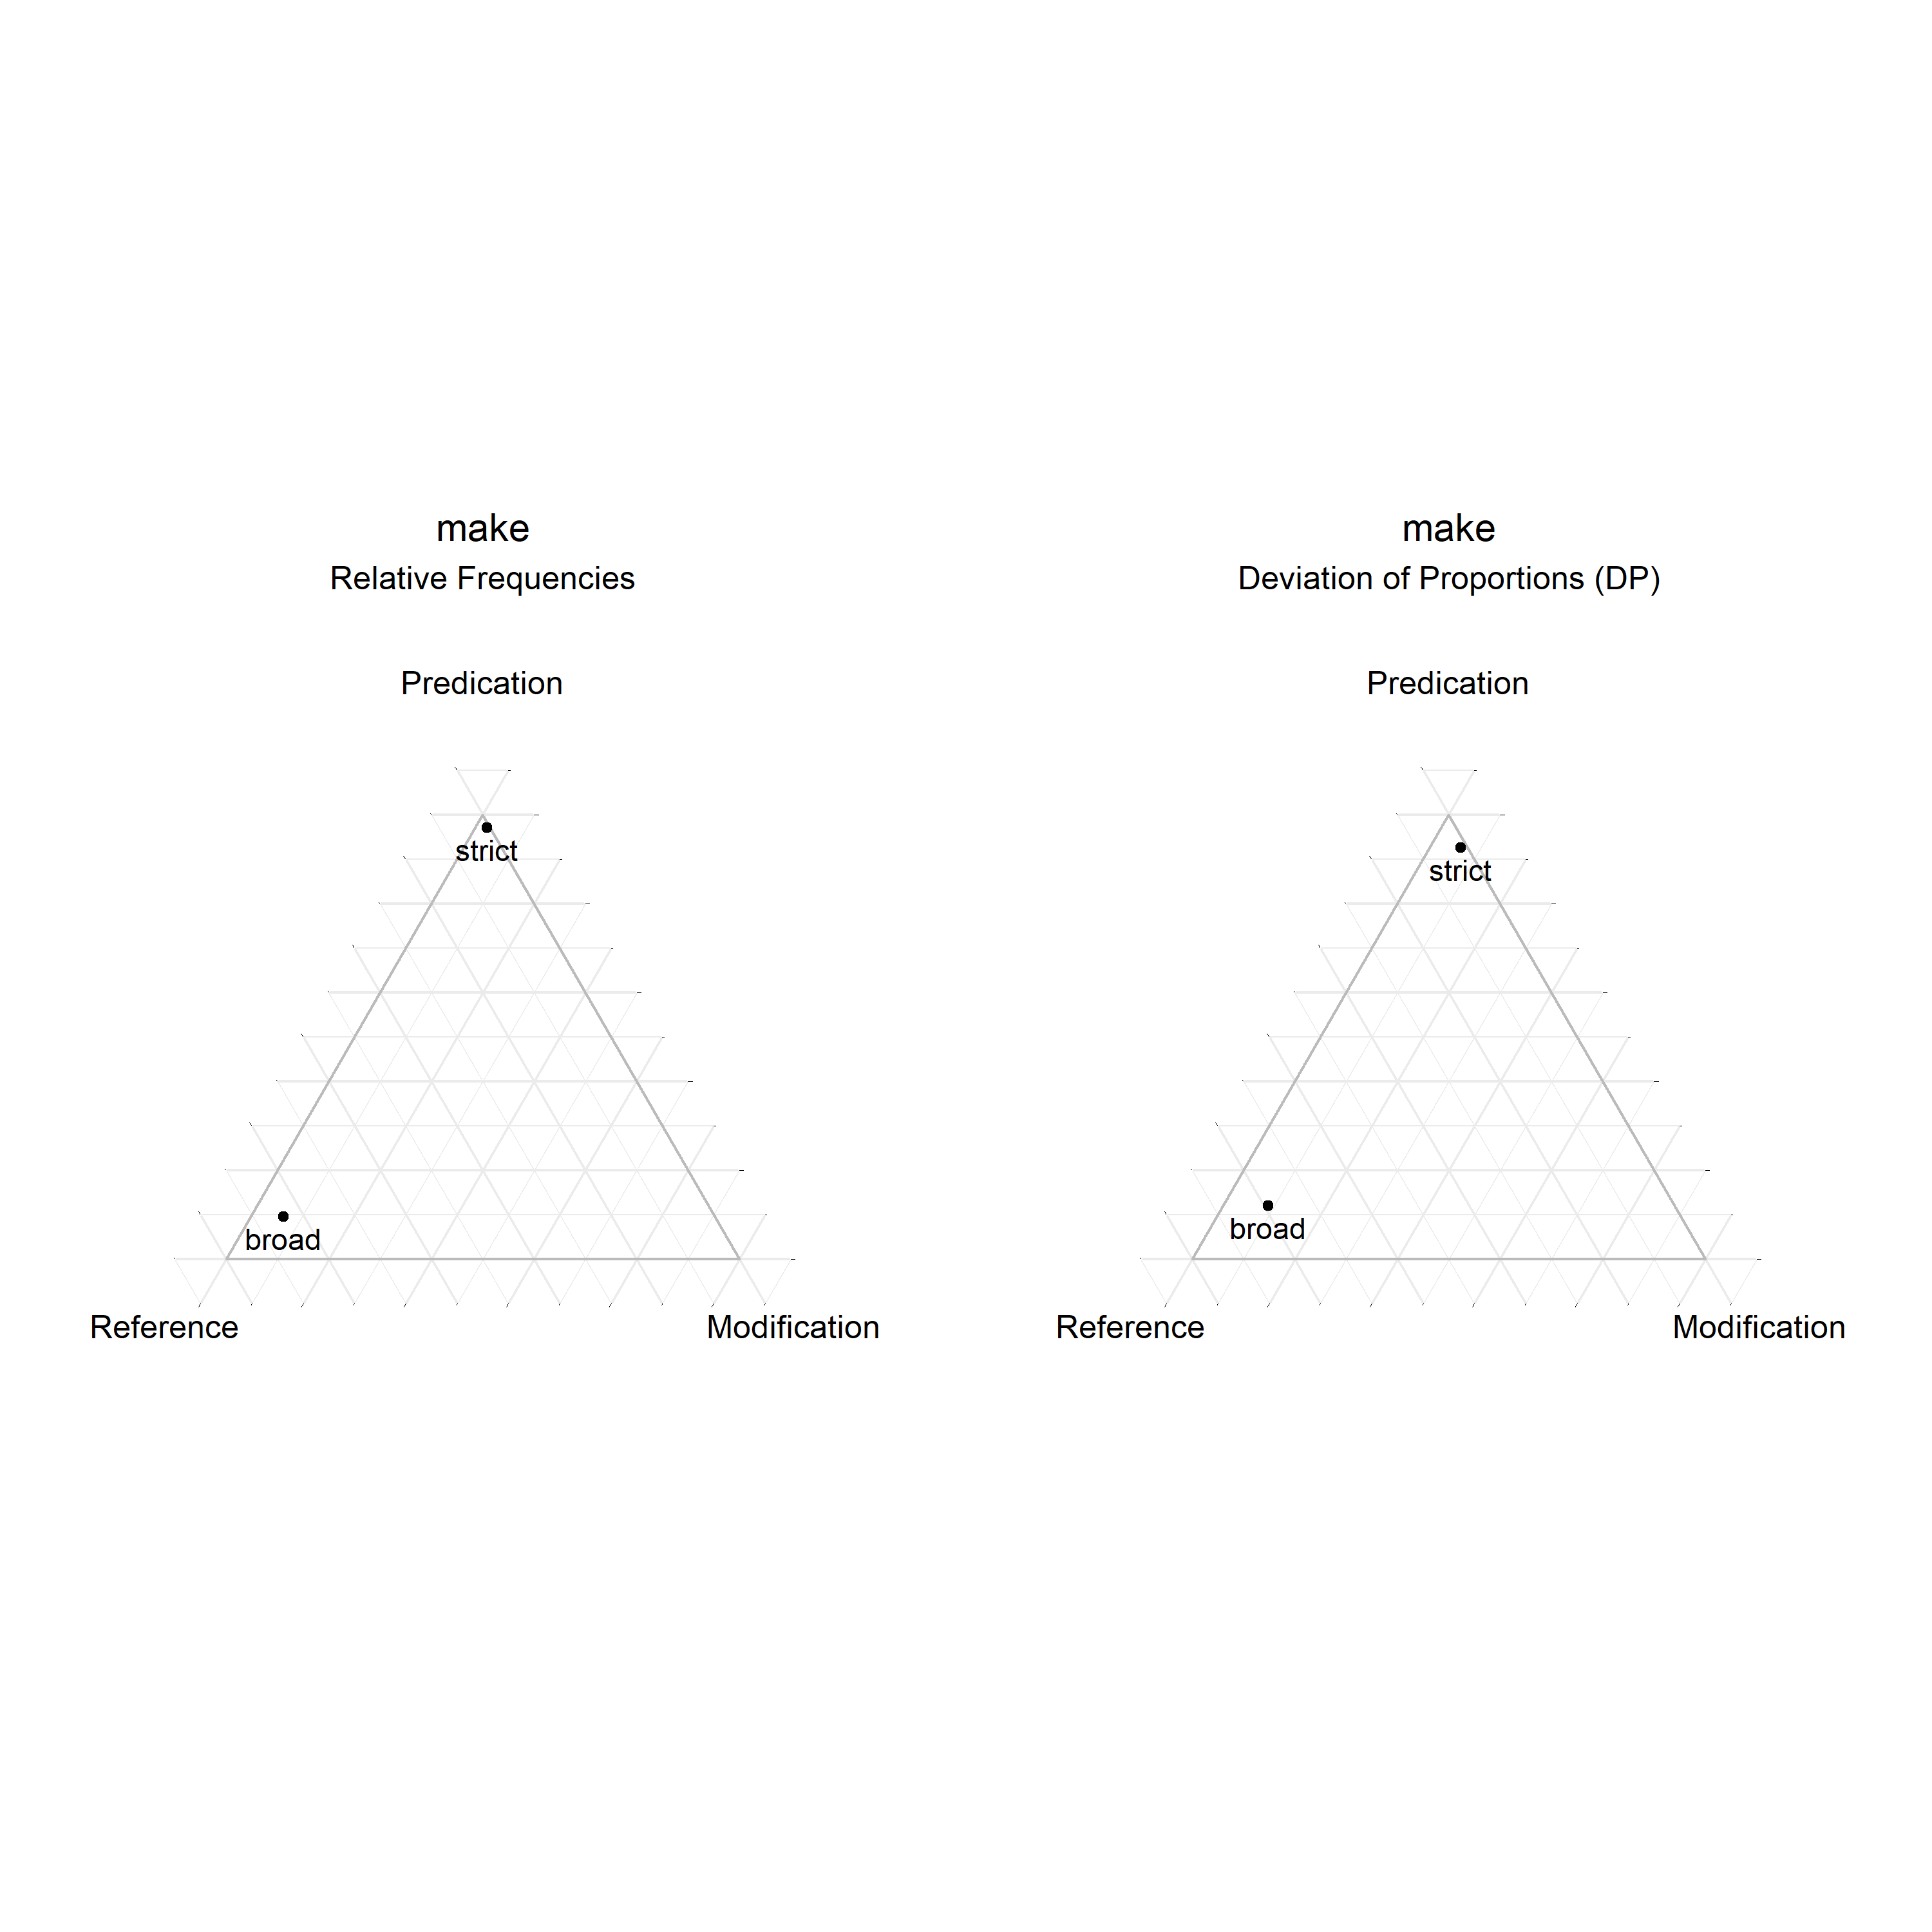 make
Relative Frequencies
Predication
strict
broad
Reference
Modification
make
Deviation of Proportions (DP)
Predication
strict
broad
Reference
Modification